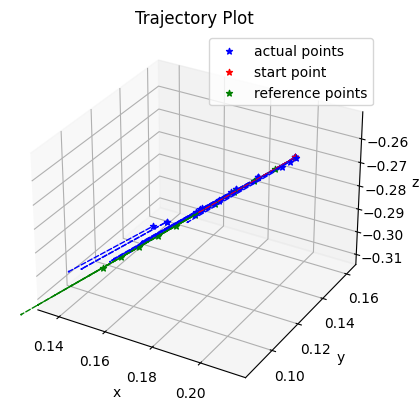 Trajectory Plot
actual points
start point
reference points
−0.26
−0.27
−0.28
−0.29
−0.30
−0.31
z
0.16
0.14
0.12
0.10
y
0.14
0.16
0.18
0.20
x